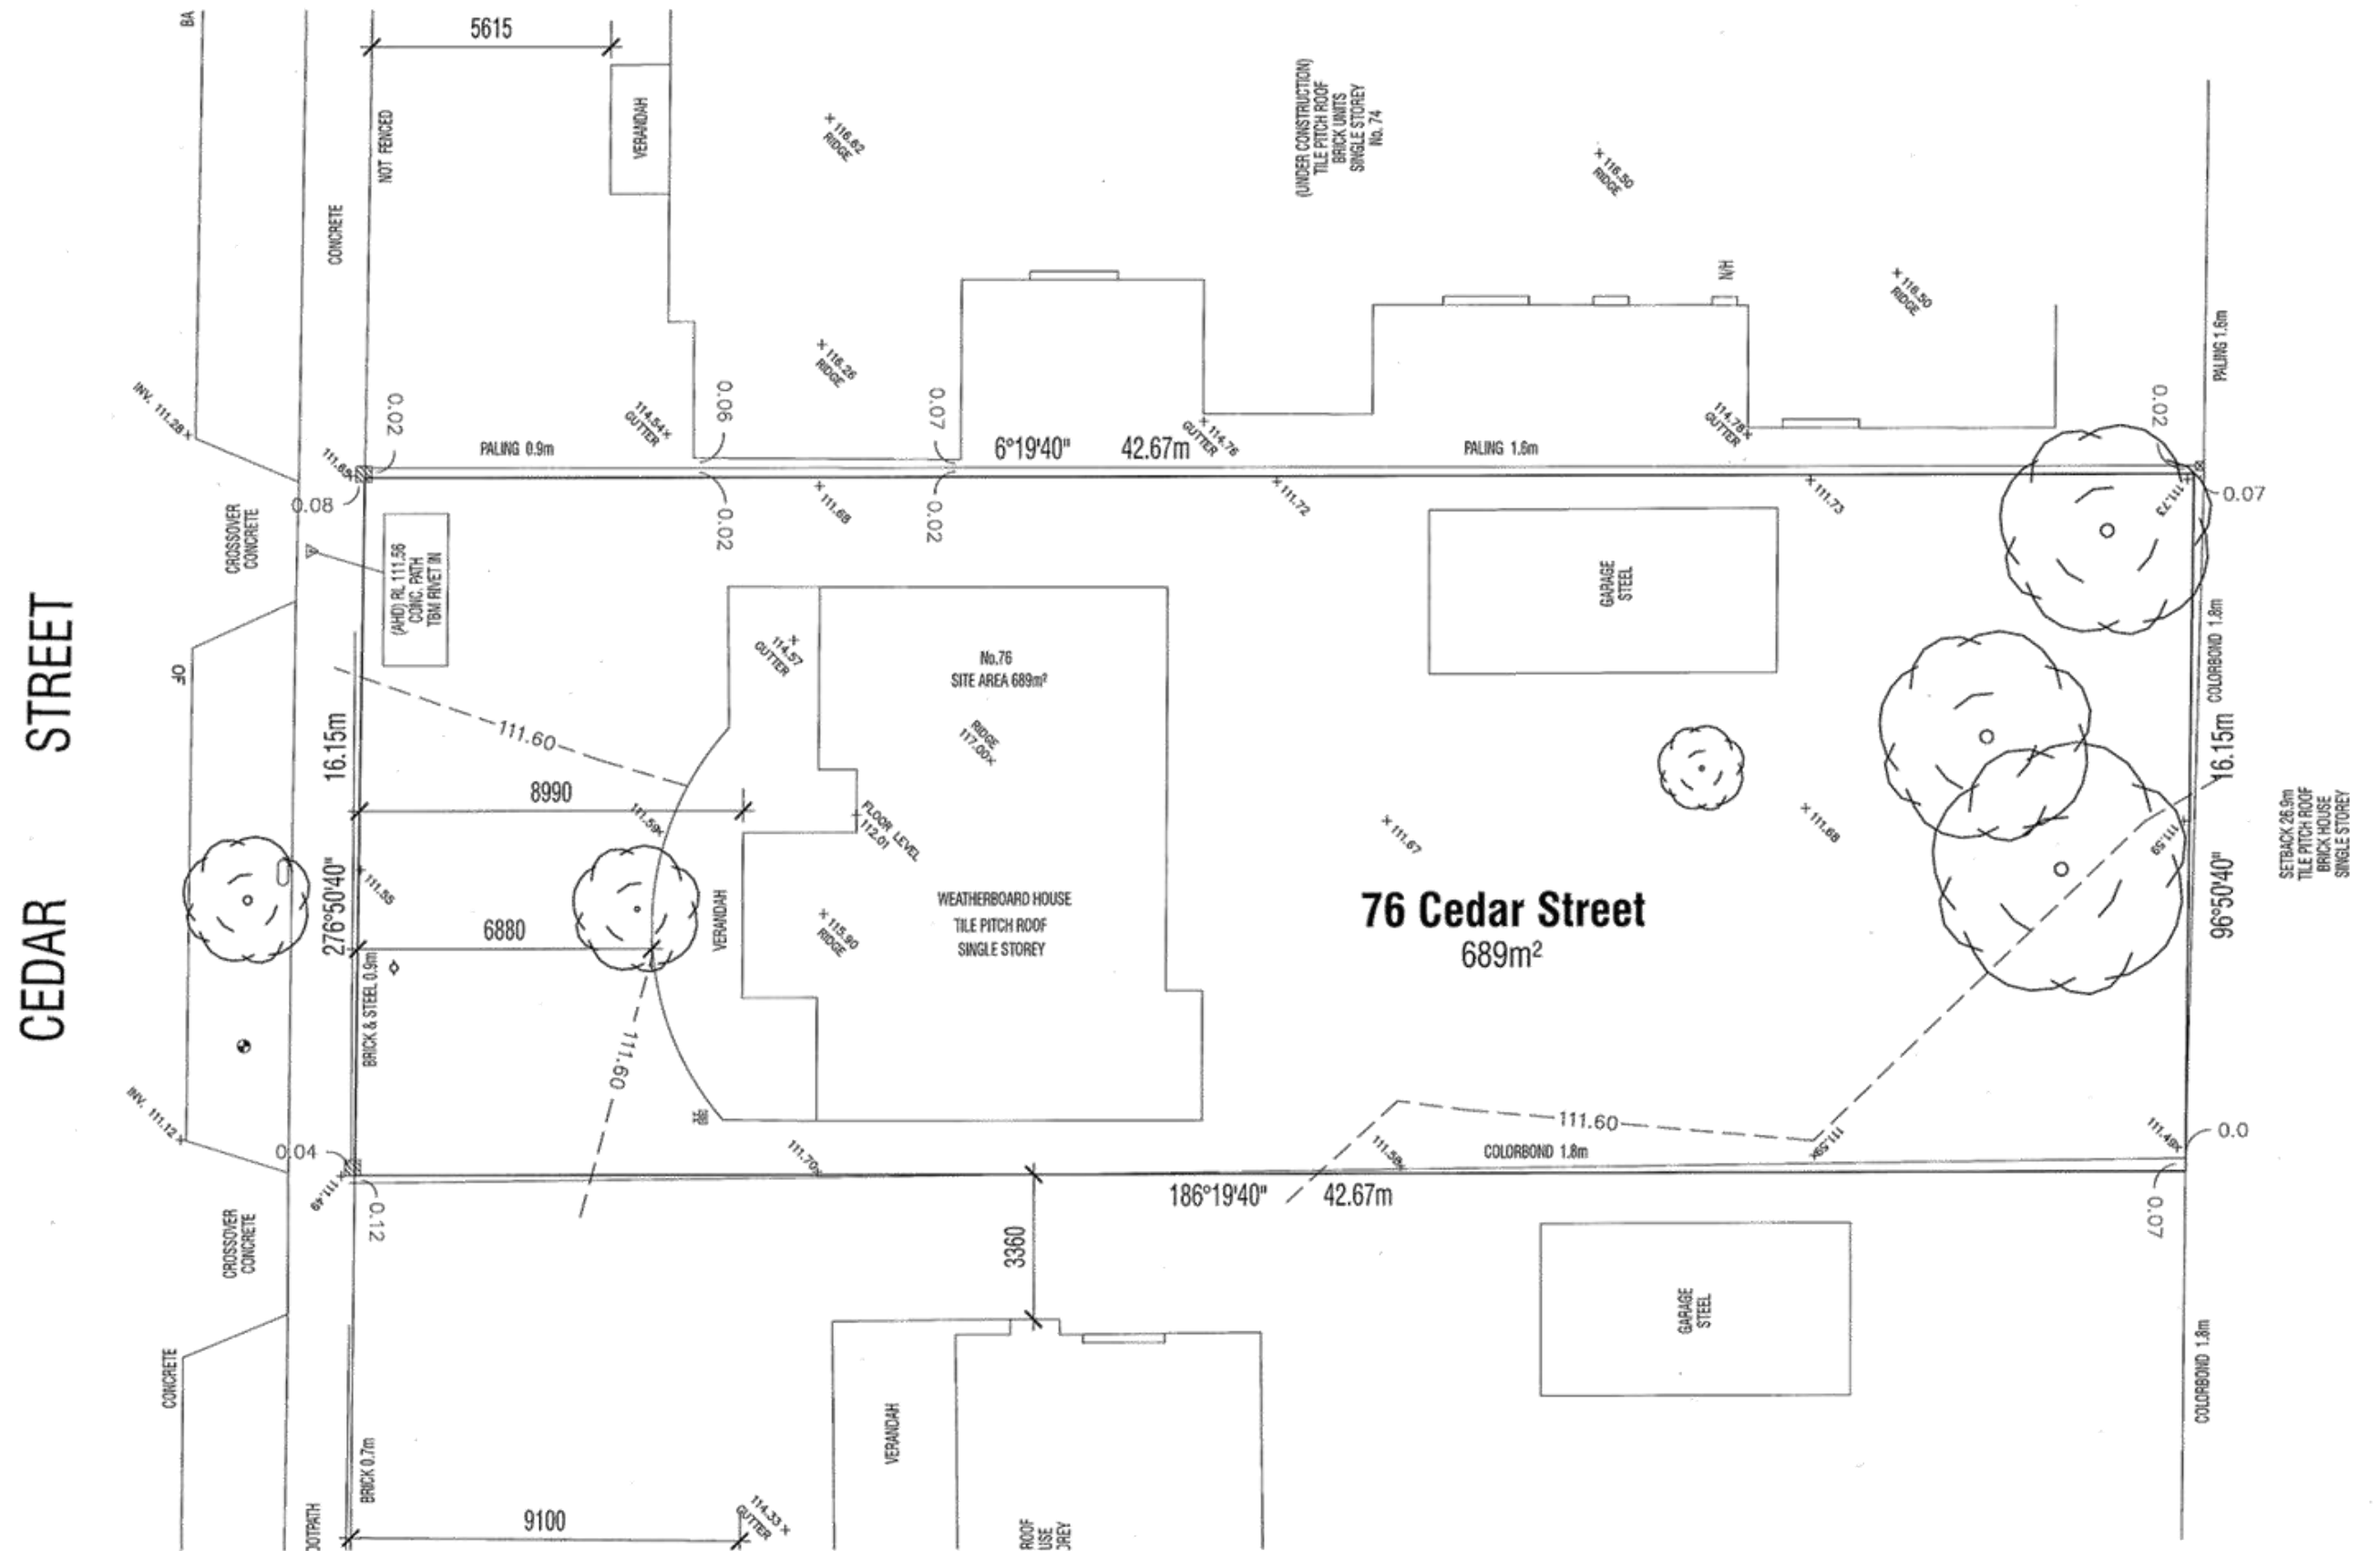 BA
5615
NOT FENCED
CONCRETE
VERANDAH
116.62
RIDGE
(UNDER CONSTRUCTION)
TILE PITCH ROOF
BRICK UNITS
SINGLE STOREY
No. 74
116.50
RIDGE
N/H
116.50
RIDGE
PALING 1.6m
116.26
RIDGE
INV. 111.28
0.02
114.54
GUTTER
0.06
0.07
114.76
GUTTER
114.78
GUTTER
0.02
PALING 0.9m
6°19'40"
42.67m
PALING 1.6m
111.65
0.08
0.02
111.68
0.02
111.72
111.73
111.73
0.07
CROSSOVER
CONCRETE
(AHD) RL 111.56
CONC. PATH
TBM RIVET IN
GARAGE
STEEL
COLORBOND 1.8m
CEDAR STREET
OF
114.57
GUTTER
No.76
SITE AREA 689m²
RIDGE
117.00
111.60
16.15m
16.15m
8990
111.59
FLOOR LEVEL
112.01
111.67
111.68
111.59
SETBACK 26.9m
TILE PITCH ROOF
BRICK HOUSE
SINGLE STOREY
276°50'40"
111.55
6880
VERANDAH
115.90
RIDGE
WEATHERBOARD HOUSE
TILE PITCH ROOF
SINGLE STOREY
76 Cedar Street
689m²
96°50'40"
BRICK & STEEL 0.9m
111.60
INV. 111.12
0.04
111.70
111.58
111.60
COLORBOND 1.8m
111.59
111.49
0.0
111.49
0.12
186°19'40"
42.67m
0.07
CROSSOVER
CONCRETE
3360
GARAGE
STEEL
CONCRETE
BRICK 0.7m
VERANDAH
COLORBOND 1.8m
OOTPATH
9100
114.33
GUTTER
ROOF
USE
OREY